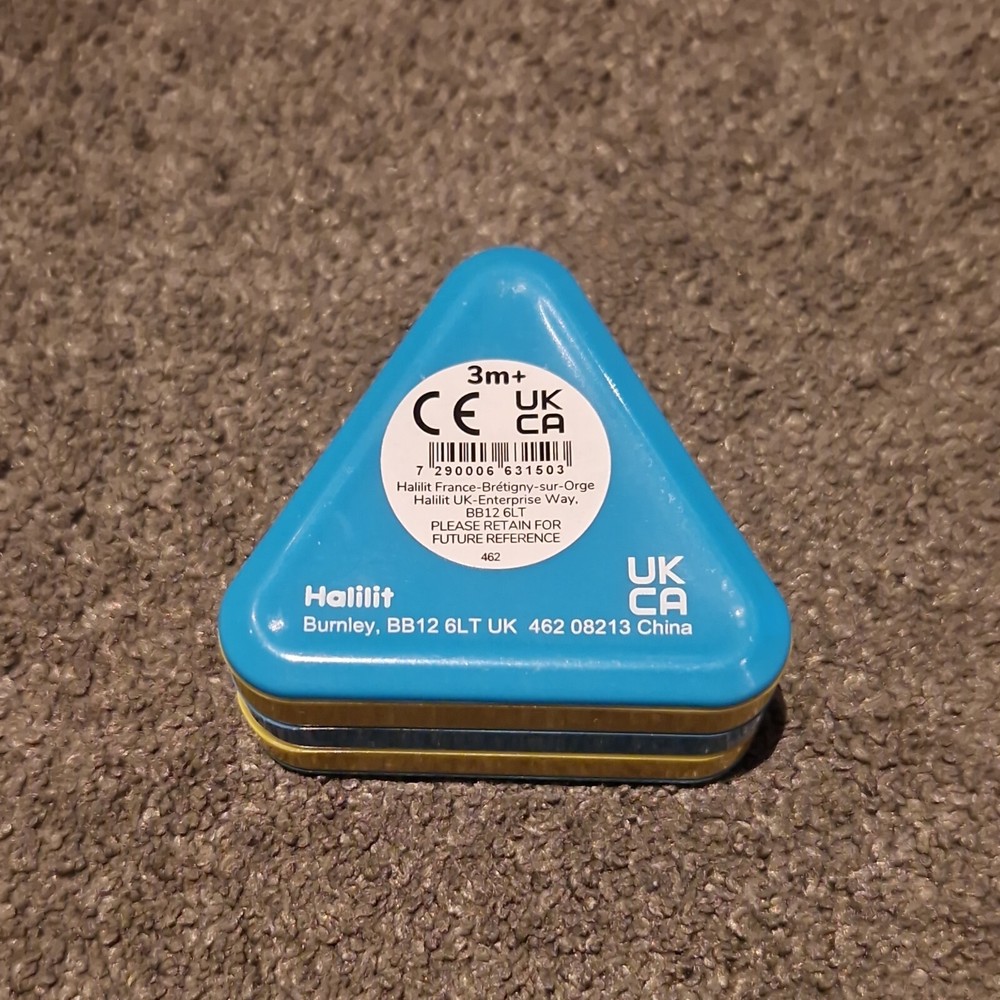 3m+
CE UK
CA
7 290006 631503
Halilit France-Brétigny-sur-Orge
Halilit UK-Enterprise Way,
BB12 6LT
PLEASE RETAIN FOR
FUTURE REFERENCE
462
UK
CA
Halilit
Burnley, BB12 6LT UK 462 08213 China